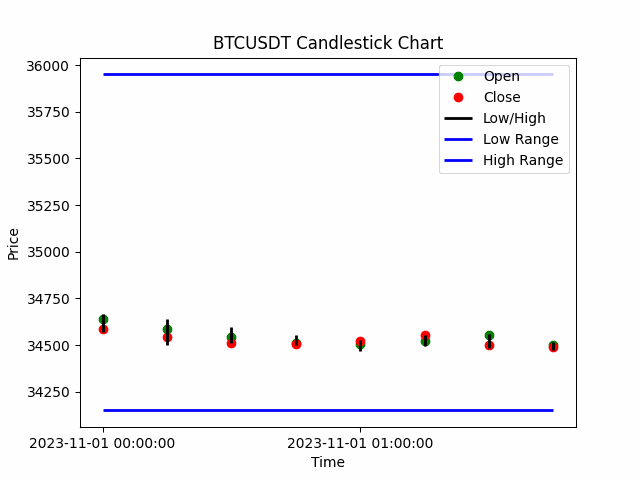 BTCUSDT Candlestick Chart
36000
35750
35500
35250
35000
34750
34500
34250
Price
Open
Close
Low/High
Low Range
High Range
2023-11-01 00:00:00
2023-11-01 01:00:00
Time